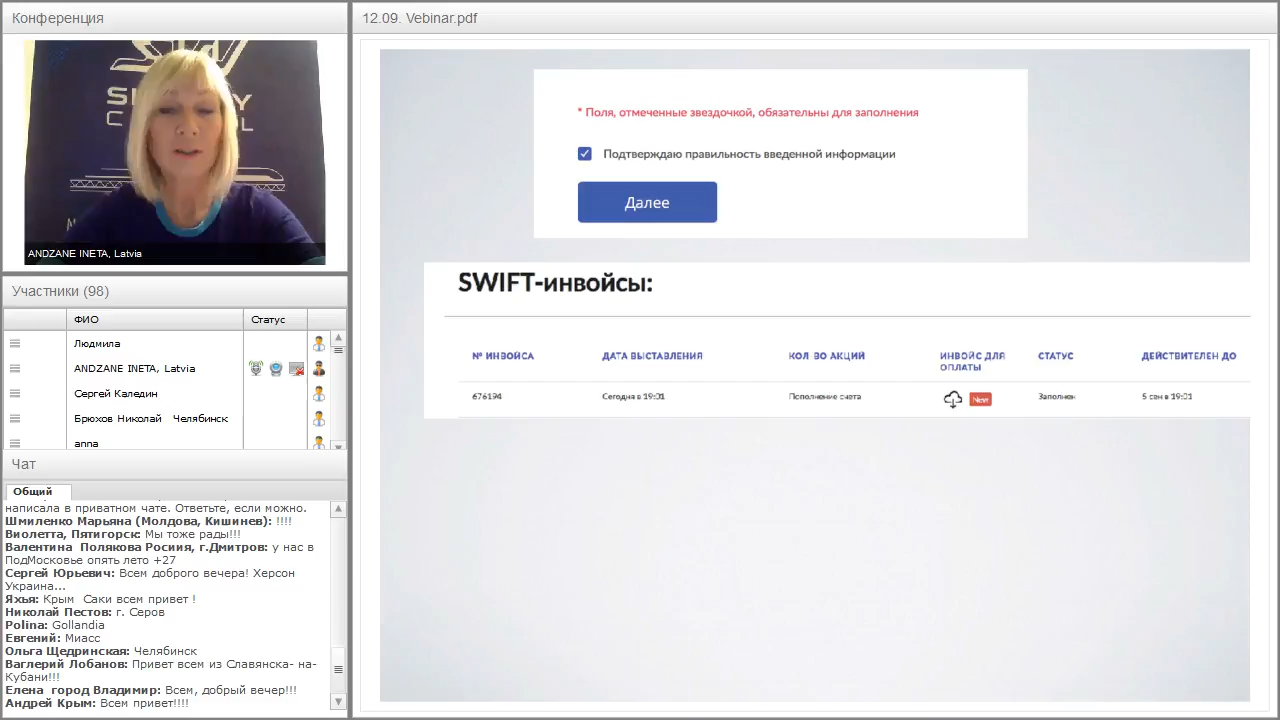 Конференция
ANDZANE INETA, Latvia
Участники (98)
ФИО
Статус
Людмила
ANDZANE INETA, Latvia
Сергей Каледин
Брюхов Николай Челябинск
anna
Чат
Общий
написала в приватном чате. Ответьте, если можно.
Шмиленко Марьяна (Молдова, Кишинев): !!!!
Виолетта, Пятигорск: Мы тоже рады!!!
Валентина Полякова Росиия, г.Дмитров: у нас в
ПодМосковье опять лето +27
Сергей Юрьевич: Всем доброго вечера! Херсон
Украина...
Яхья: Крым Саки всем привет !
Николай Пестов: г. Серов
Polina: Gollandia
Евгений: Миасс
Ольга Щедринская: Челябинск
Ваглерий Лобанов: Привет всем из Славянска- на-
Кубани!!!
Елена город Владимир: Всем, добрый вечер!!!
Андрей Крым: Всем привет!!!!
12.09. Vebinar.pdf
* Поля, отмеченные звездочкой, обязательны для заполнения
Подтверждаю правильность введенной информации
Далее
SWIFT-инвойсы:
№ ИНВОЙСА ДАТА ВЫСТАВЛЕНИЯ КОЛ ВО АКЦИЙ ИНВОЙС ДЛЯ ОПЛАТЫ СТАТУС ДЕЙСТВИТЕЛЕН ДО
676194 Сегодня в 19:01 Пополнение счета New Заполнен 5 сен в 19:01